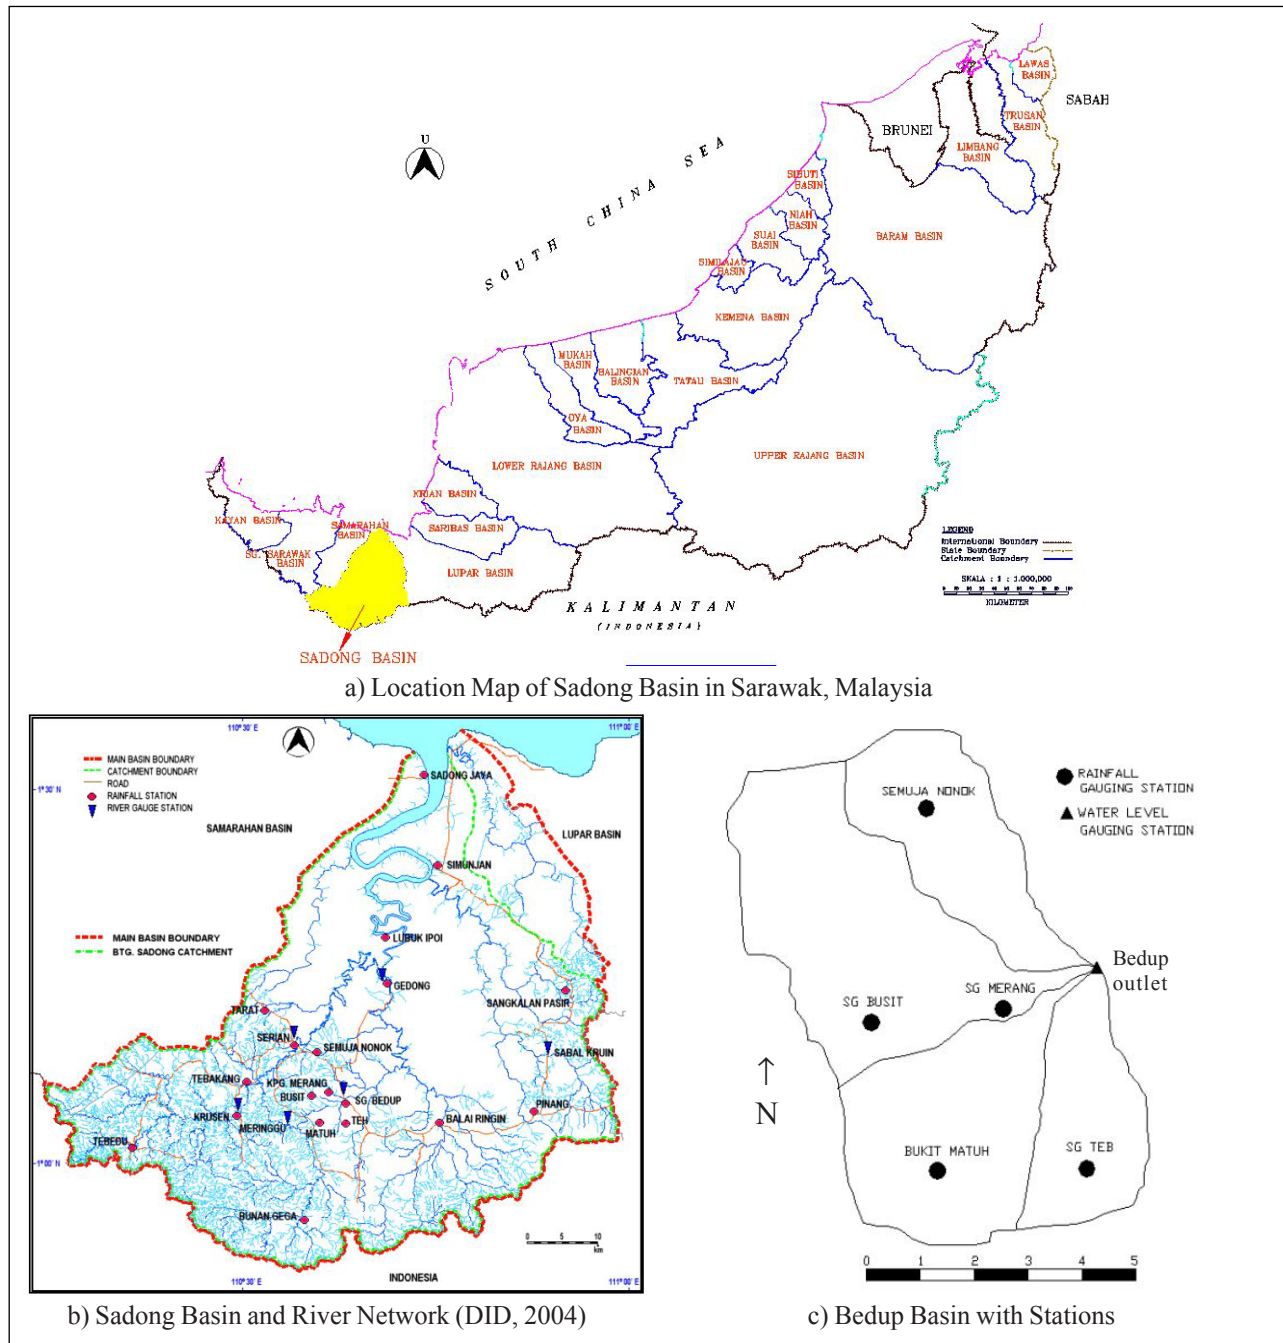 U
SOUTH CHINA SEA
LAWAS
BASIN
SABAH
BRUNEI
TRUSAN
BASIN
LIMBANG
BASIN
SIBUTI
BASIN
NIAH
BASIN
SUAI
BASIN
BARAM BASIN
SIMILAJAU
BASIN
KEMENA BASIN
MUKAH
BASIN
BALINGIAN
BASIN
TATAU BASIN
OYA
BASIN
LOWER RAJANG BASIN
UPPER RAJANG BASIN
KRIAN BASIN
KAYAN BASIN
SAMARAHAN
BASIN
SARIBAS BASIN
SG. SARAWAK
BASIN
LUPAR BASIN
LEGEND
International Boundary
State Boundary
Catchment Boundary
SKALA : 1 : 1,000,000
KILOMETER
KALIMANTAN
(INDONESIA)
SADONG BASIN
a) Location Map of Sadong Basin in Sarawak, Malaysia
110° 30' E
111° 00' E
MAIN BASIN BOUNDARY
CATCHMENT BOUNDARY
ROAD
RAINFALL STATION
RIVER GAUGE STATION
1° 30' N
SADONG JAYA
SAMARAHAN BASIN
LUPAR BASIN
SIMUNJAN
MAIN BASIN BOUNDARY
BTG. SADONG CATCHMENT
LUBUK IPOI
GEDONG
SANGKALAN PASIR
TARAT
SERIAN
SEMUJA NONOK
SABAL KRUIN
TEBAKANG
KPG. MERANG
BUSIT
SG. BEDUP
KRUSEN
MERINGGU
MATUH
TEH
BALAI RINGIN
PINANG
TEBEDU
1° 00' N
BUNAN GEGA
0 5 10
km
INDONESIA
110° 30' E
111° 00' E
b) Sadong Basin and River Network (DID, 2004)
RAINFALL
GAUGING STATION
WATER LEVEL
GAUGING STATION
SEMUJA NONOK
Bedup
outlet
SG MERANG
SG BUSIT
↑
N
BUKIT MATUH
SG TEB
0 1 2 3 4 5
c) Bedup Basin with Stations